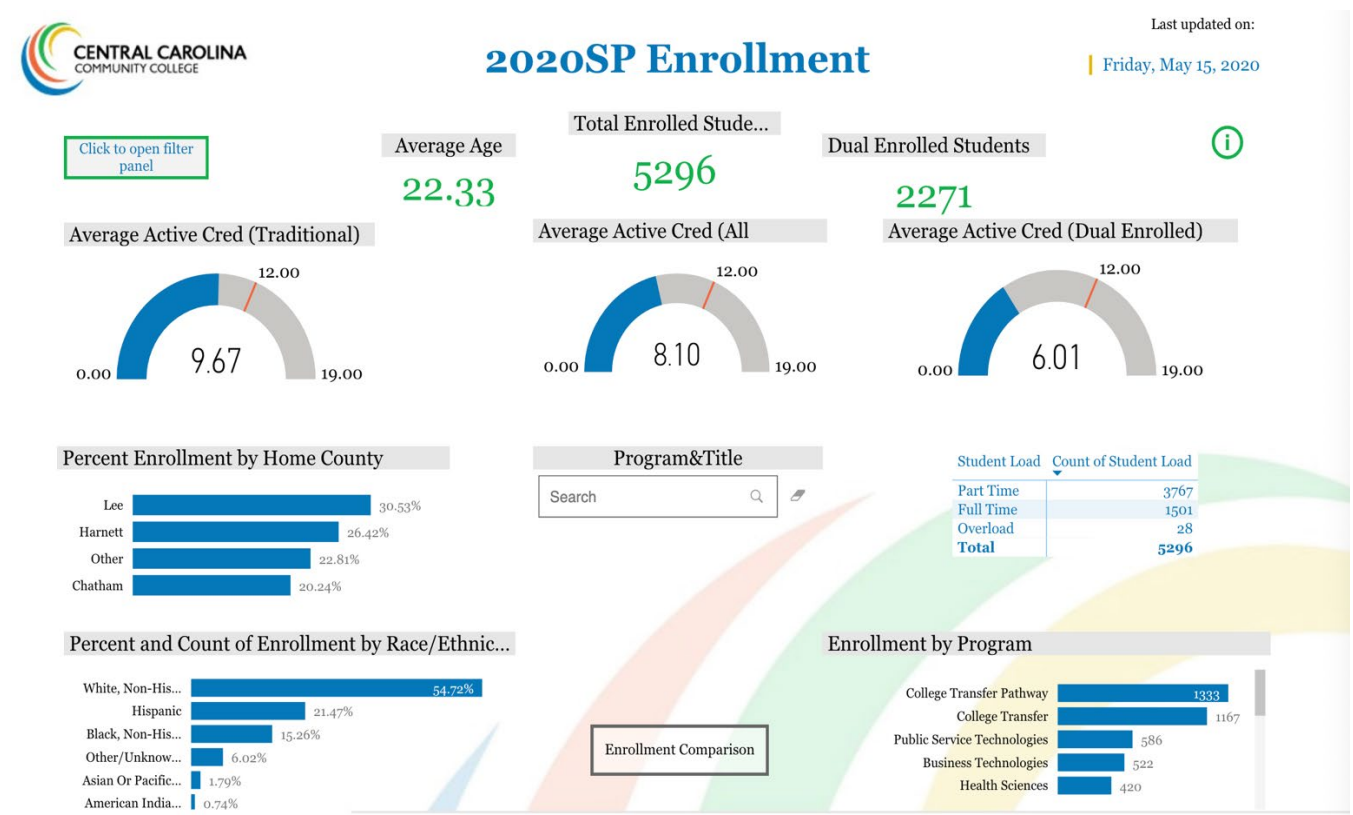 CENTRAL CAROLINA
COMMUNITY COLLEGE
2020SP Enrollment
Last updated on:
Friday, May 15, 2020
Click to open filter
panel
Average Age
22.33
Total Enrolled Stude...
5296
Dual Enrolled Students
2271
i
Average Active Cred (Traditional)
12.00
9.67
0.00
19.00
Average Active Cred (All
12.00
8.10
0.00
19.00
Average Active Cred (Dual Enrolled)
12.00
6.01
0.00
19.00
Percent Enrollment by Home County
Lee 30.53%
Harnett 26.42%
Other 22.81%
Chatham 20.24%
Program&Title
Search
Student Load Count of Student Load
Part Time 3767
Full Time 1501
Overload 28
Total 5296
Percent and Count of Enrollment by Race/Ethnic...
White, Non-His... 54.72%
Hispanic 21.47%
Black, Non-His... 15.26%
Other/Unknow... 6.02%
Asian Or Pacific... 1.79%
American India... 0.74%
Enrollment Comparison
Enrollment by Program
College Transfer Pathway 1333
College Transfer 1167
Public Service Technologies 586
Business Technologies 522
Health Sciences 420